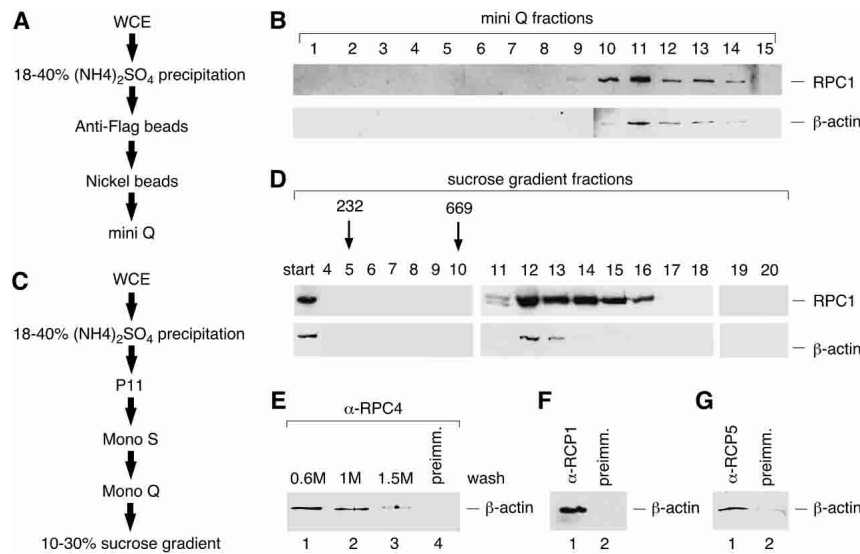 A
WCE
18-40% (NH4)2SO4 precipitation
Anti-Flag beads
Nickel beads
mini Q
B
mini Q fractions
1 2 3 4 5 6 7 8 9 10 11 12 13 14 15
RPC1
β-actin
C
WCE
18-40% (NH4)2SO4 precipitation
P11
Mono S
Mono Q
10-30% sucrose gradient
D
sucrose gradient fractions
232 669
start 4 5 6 7 8 9 10 11 12 13 14 15 16 17 18 19 20
RPC1
β-actin
E
α-RPC4
preimm.
0.6M 1M 1.5M wash
β-actin
1 2 3 4
F
α-RCP1
preimm.
β-actin
1 2
G
α-RCP5
preimm.
β-actin
1 2